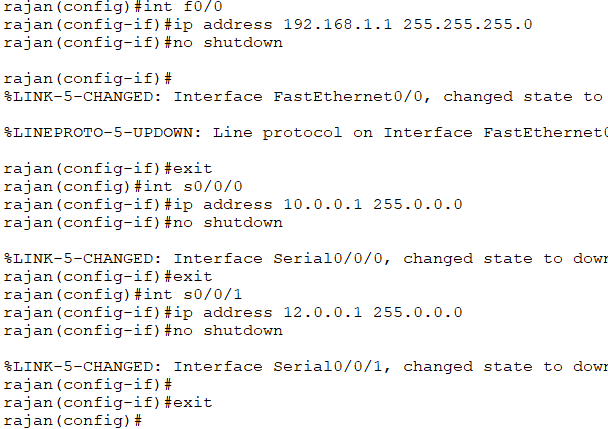 rajan(config)#int f0/0
rajan(config-if)#ip address 192.168.1.1 255.255.255.0
rajan(config-if)#no shutdown
rajan(config-if)#
%LINK-5-CHANGED: Interface FastEthernet0/0, changed state to
%LINEPROTO-5-UPDOWN: Line protocol on Interface FastEthernet0
rajan(config-if)#exit
rajan(config)#int s0/0/0
rajan(config-if)#ip address 10.0.0.1 255.0.0.0
rajan(config-if)#no shutdown
%LINK-5-CHANGED: Interface Serial0/0/0, changed state to down
rajan(config-if)#exit
rajan(config)#int s0/0/1
rajan(config-if)#ip address 12.0.0.1 255.0.0.0
rajan(config-if)#no shutdown
%LINK-5-CHANGED: Interface Serial0/0/1, changed state to down
rajan(config-if)#
rajan(config-if)#exit
rajan(config)#